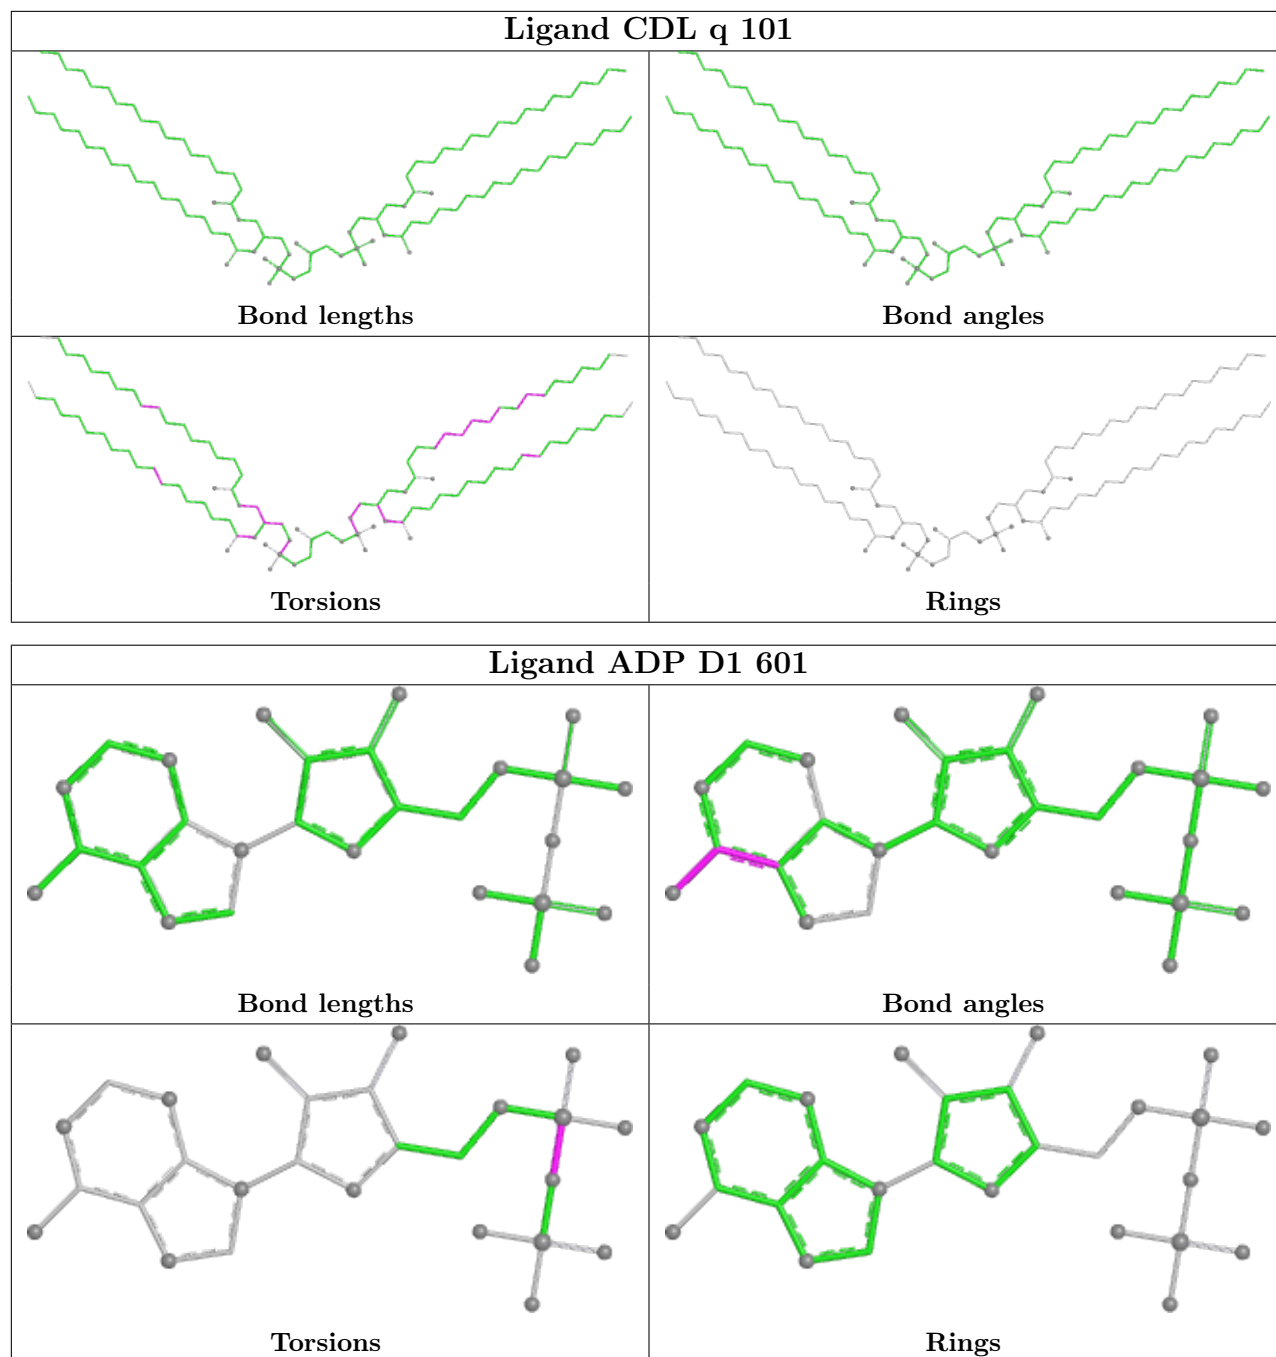 Ligand CDL q 101
Bond lengths
Bond angles
Torsions
Rings
Ligand ADP D1 601
Bond lengths
Bond angles
Torsions
Rings